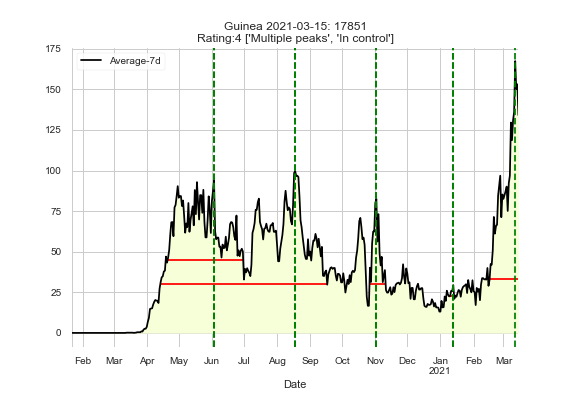 Guinea 2021-03-15: 17851
Rating:4 ['Multiple peaks', 'In control']
Average-7d
175
150
125
100
75
50
25
0
Feb Mar Apr May Jun Jul Aug Sep Oct Nov Dec Jan Feb Mar
2021
Date